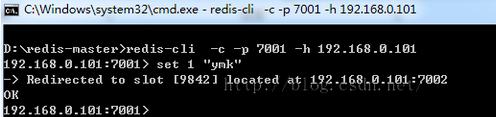 C:\Windows\system32\cmd.exe - redis-cli -c -p 7001 -h 192.168.0.101
D:\redis-master>redis-cli -c -p 7001 -h 192.168.0.101
192.168.0.101:7001> set 1 "ymk"
-> Redirected to slot [9842] located at 192.168.0.101:7002
OK
http://blog.csdn.net/
192.168.0.101:7001>